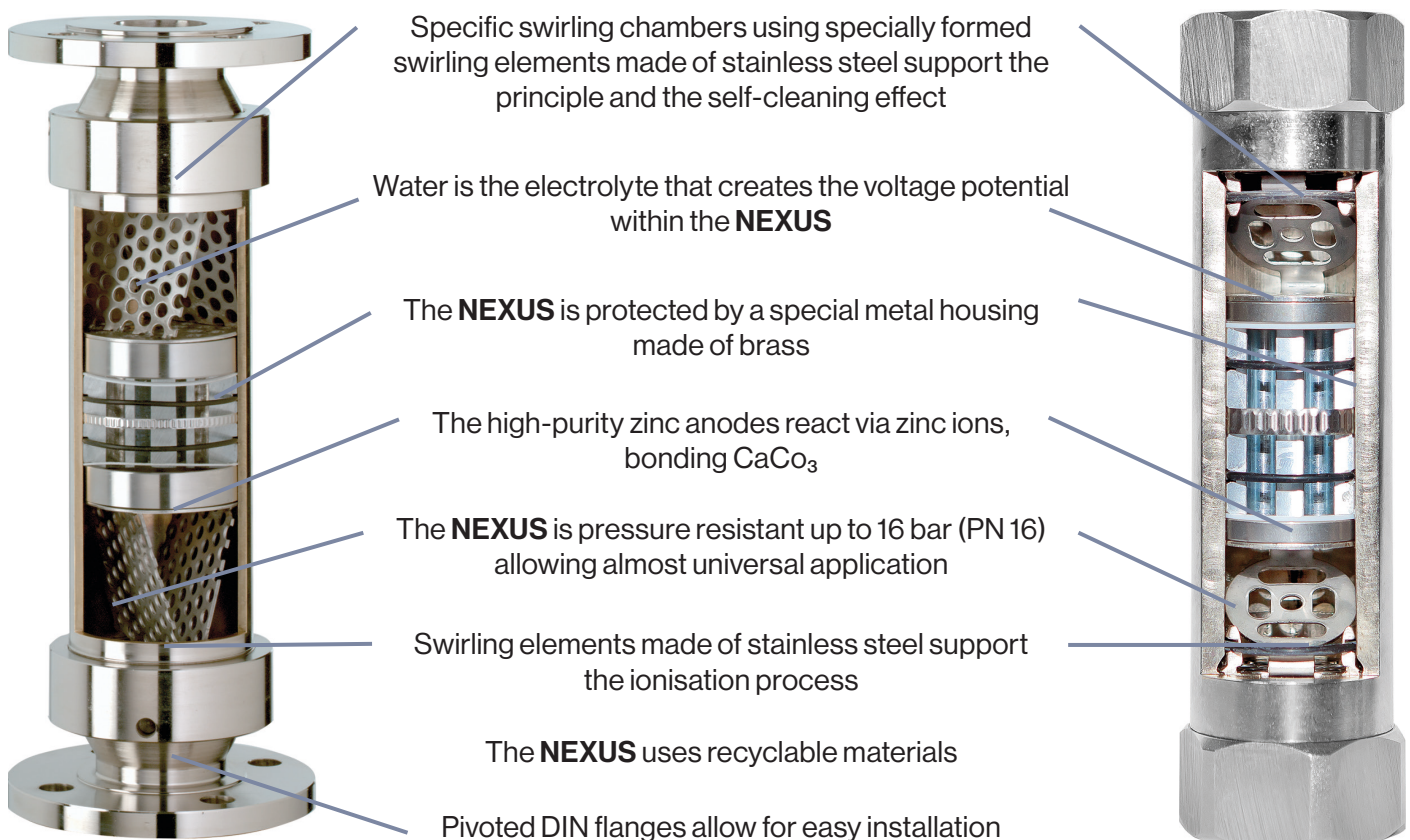 Specific swirling chambers using specially formed
swirling elements made of stainless steel support the
principle and the self-cleaning effect
Water is the electrolyte that creates the voltage potential
within the NEXUS
The NEXUS is protected by a special metal housing
made of brass
The high-purity zinc anodes react via zinc ions,
bonding CaCo₃
The NEXUS is pressure resistant up to 16 bar (PN 16)
allowing almost universal application
Swirling elements made of stainless steel support
the ionisation process
The NEXUS uses recyclable materials
Pivoted DIN flanges allow for easy installation